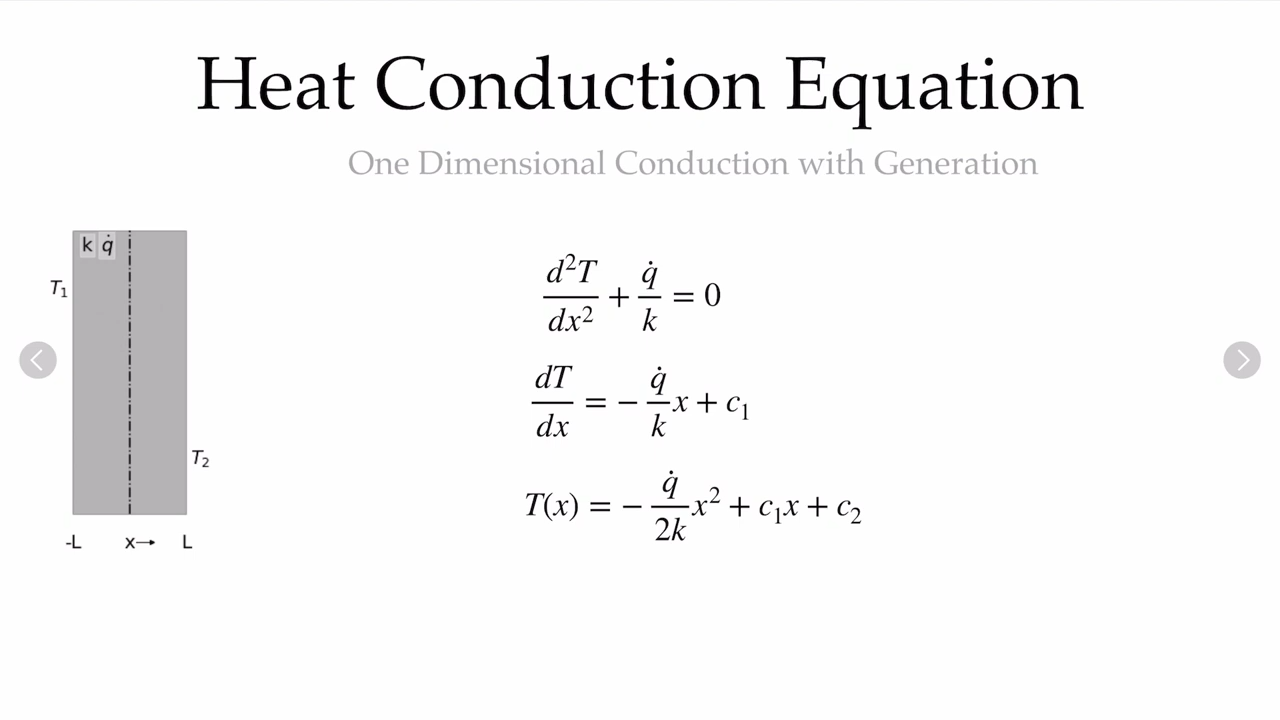 Heat Conduction Equation
One Dimensional Conduction with Generation
k q̇
T₁
T₂
-L x→ L
d²T/dx² + q̇/k = 0
dT/dx = − q̇/k x + c₁
T(x) = − q̇/2k x² + c₁x + c₂